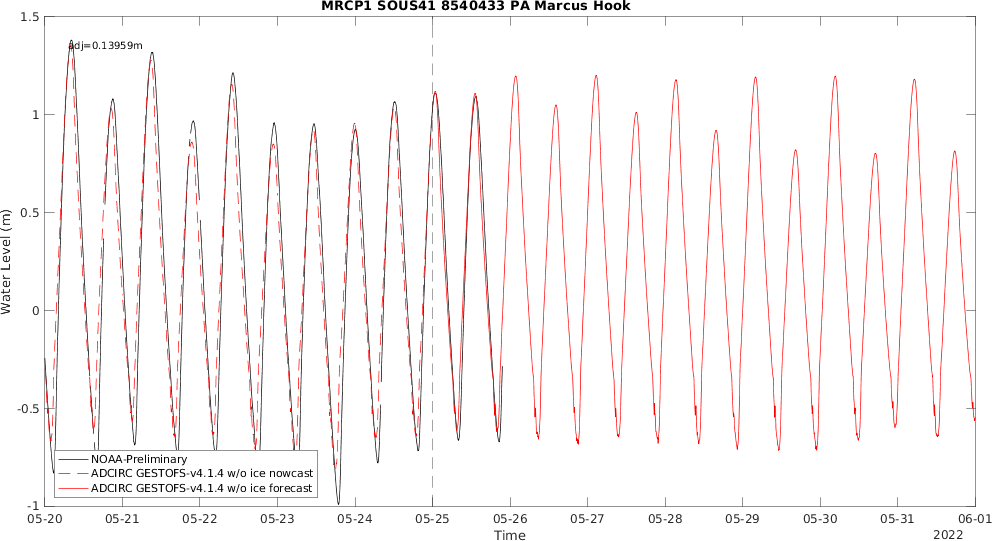 MRCP1 SOUS41 8540433 PA Marcus Hook
adj=0.13959m
Water Level (m)
1.5
1
0.5
0
-0.5
-1
NOAA-Preliminary
ADCIRC GESTOFS-v4.1.4 w/o ice nowcast
ADCIRC GESTOFS-v4.1.4 w/o ice forecast
05-20 05-21 05-22 05-23 05-24 05-25 05-26 05-27 05-28 05-29 05-30 05-31 06-01
Time
2022